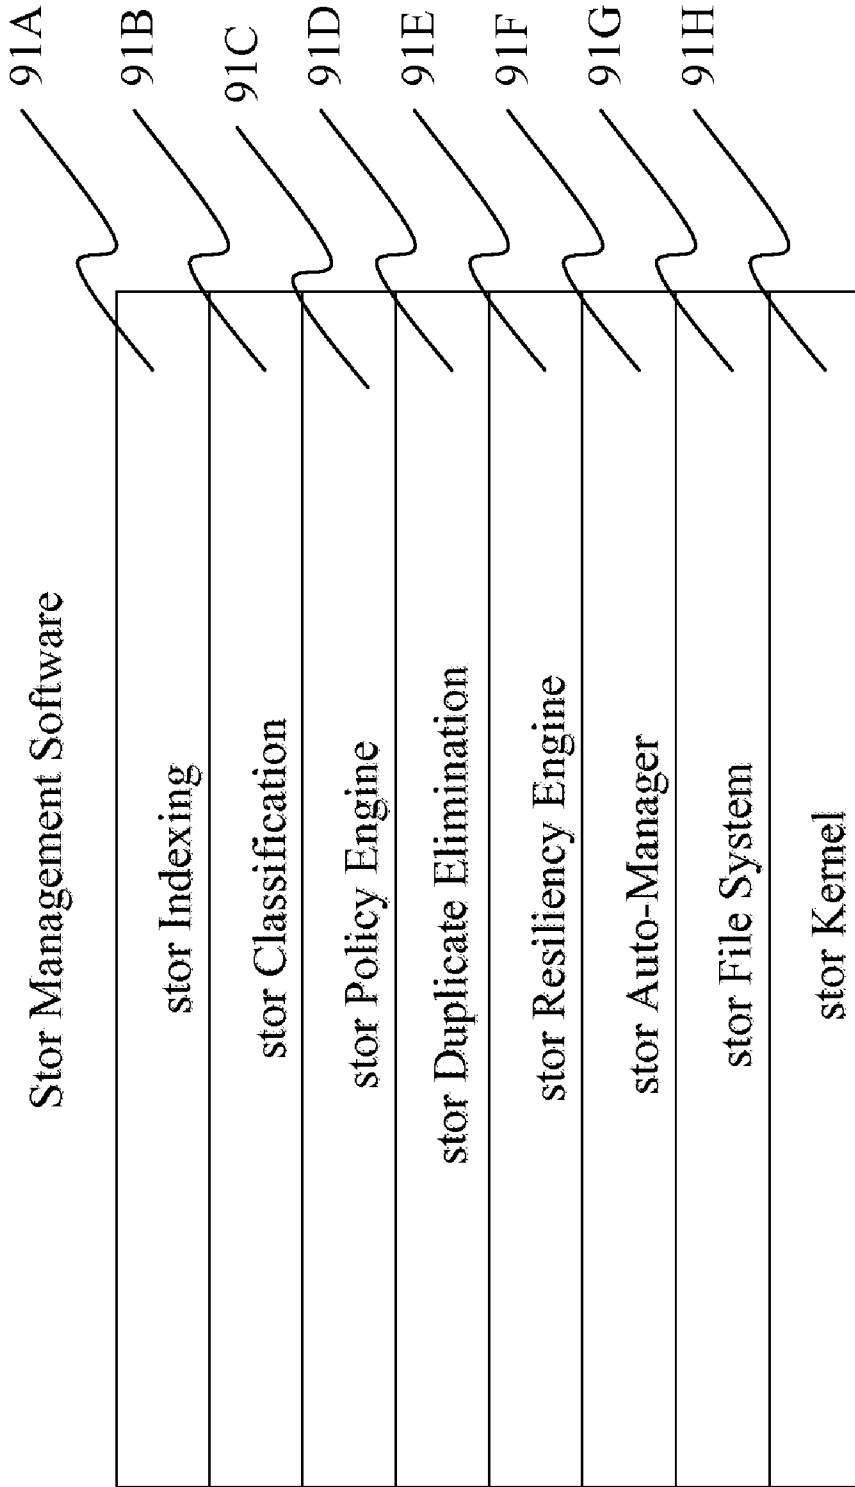 Stor Management Software
stor Indexing
91A
stor Classification
91B
stor Policy Engine
91C
stor Duplicate Elimination
91D
stor Resiliency Engine
91E
stor Auto-Manager
91F
stor File System
91G
stor Kernel
91H